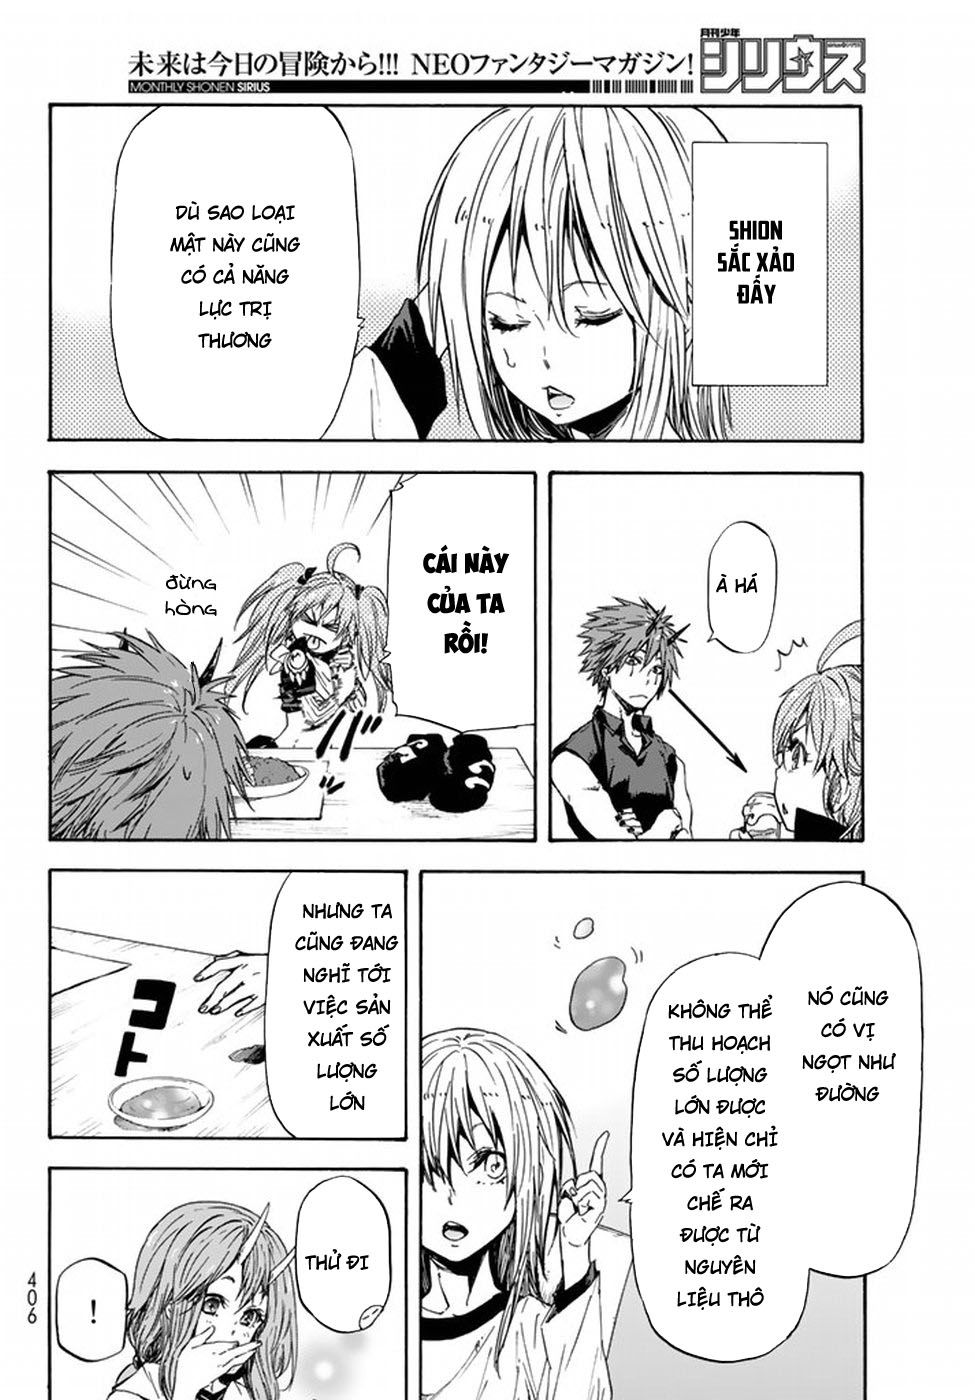 未来は今日の冒険から!!! NEOファンタジーマガジン!
月刊少年
シリウス
MONTHLY SHONEN SIRIUS
SHION
SẮC XẢO
ĐẤY
DÙ SAO LOẠI
MẬT NÀY CŨNG
CÓ CẢ NĂNG
LỰC TRỊ
THƯƠNG
À HÁ
CÁI NÀY
CỦA TA
RỒI!
đừng
hòng
NÓ CŨNG
CÓ VỊ
NGỌT NHƯ
ĐƯỜNG
KHÔNG THỂ
THU HOẠCH
SỐ LƯỢNG
LỚN ĐƯỢC
VÀ HIỆN CHỈ
CÓ TA MỚI
CHẾ RA
ĐƯỢC TỪ
NGUYÊN
LIỆU THÔ
NHƯNG TA
CŨNG ĐANG
NGHĨ TỚI
VIỆC SẢN
XUẤT SỐ
LƯỢNG
LỚN
コト
THỬ ĐI
!
406